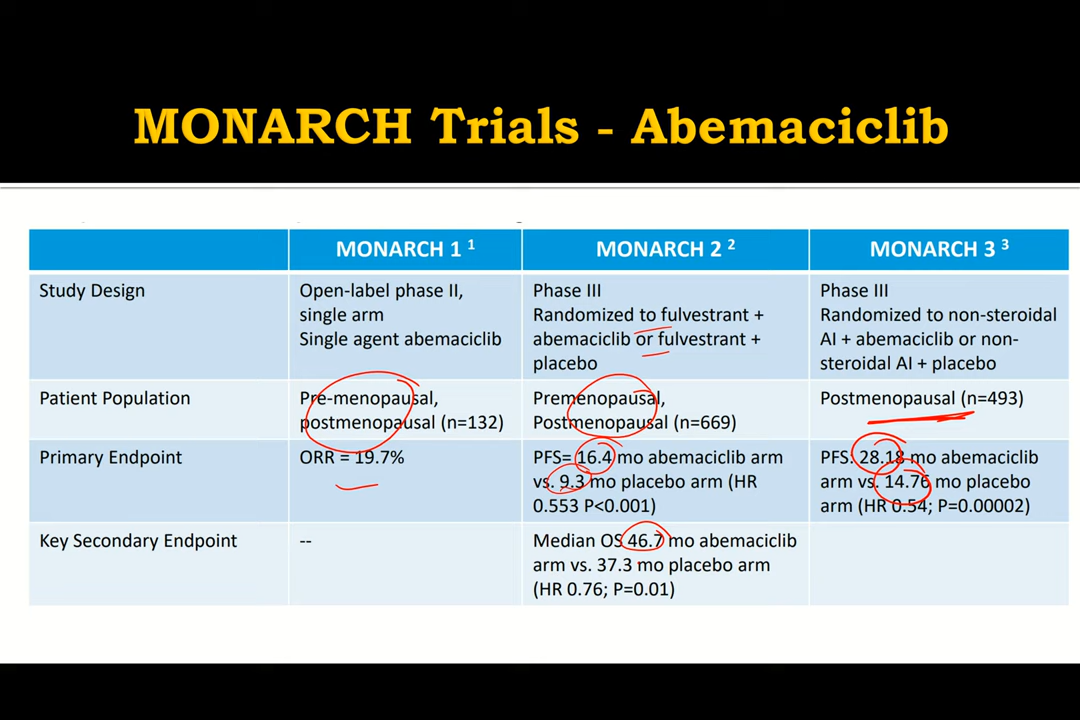 MONARCH Trials - Abemaciclib
MONARCH 1 1
MONARCH 2 2
MONARCH 3 3
Study Design
Open-label phase II,
single arm
Single agent abemaciclib
Phase III
Randomized to fulvestrant +
abemaciclib or fulvestrant +
placebo
Phase III
Randomized to non-steroidal
AI + abemaciclib or non-
steroidal AI + placebo
Patient Population
Pre-menopausal,
postmenopausal (n=132)
Premenopausal,
Postmenopausal (n=669)
Postmenopausal (n=493)
Primary Endpoint
ORR = 19.7%
PFS= 16.4 mo abemaciclib arm
vs. 9.3 mo placebo arm (HR
0.553 P<0.001)
PFS. 28.18 mo abemaciclib
arm vs. 14.76 mo placebo
arm (HR 0.54; P=0.00002)
Key Secondary Endpoint
--
Median OS 46.7 mo abemaciclib
arm vs. 37.3 mo placebo arm
(HR 0.76; P=0.01)